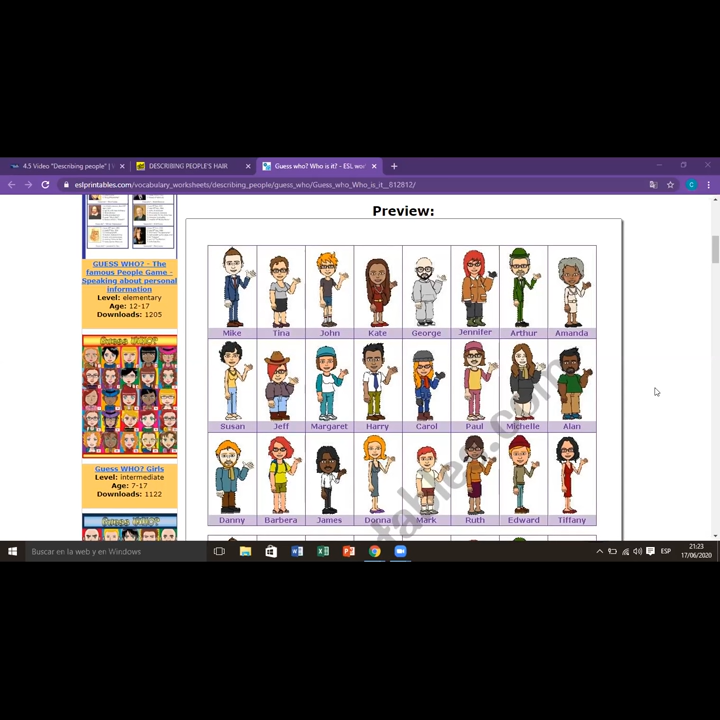 4.5 Video "Describing people" |
DESCRIBING PEOPLE'S HAIR
Guess who? Who is it? - ESL wor
eslprintables.com/vocabulary_worksheets/describing_people/guess_who/Guess_who_Who_is_it__812812/
Preview:
GUESS WHO? - The
famous People Game -
Speaking about personal
information
Level: elementary
Age: 12-17
Downloads: 1205
Mike Tina John Kate George Jennifer Arthur Amanda
GUESS WHO?
Susan Jeff Margaret Harry Carol Paul Michelle Alan
Guess WHO? Girls
Level: intermediate
Age: 7-17
Downloads: 1122
Danny Barbera James Donna Mark Ruth Edward Tiffany
tables.com
Buscar en la web y en Windows
ESP
21:23
17/06/2020